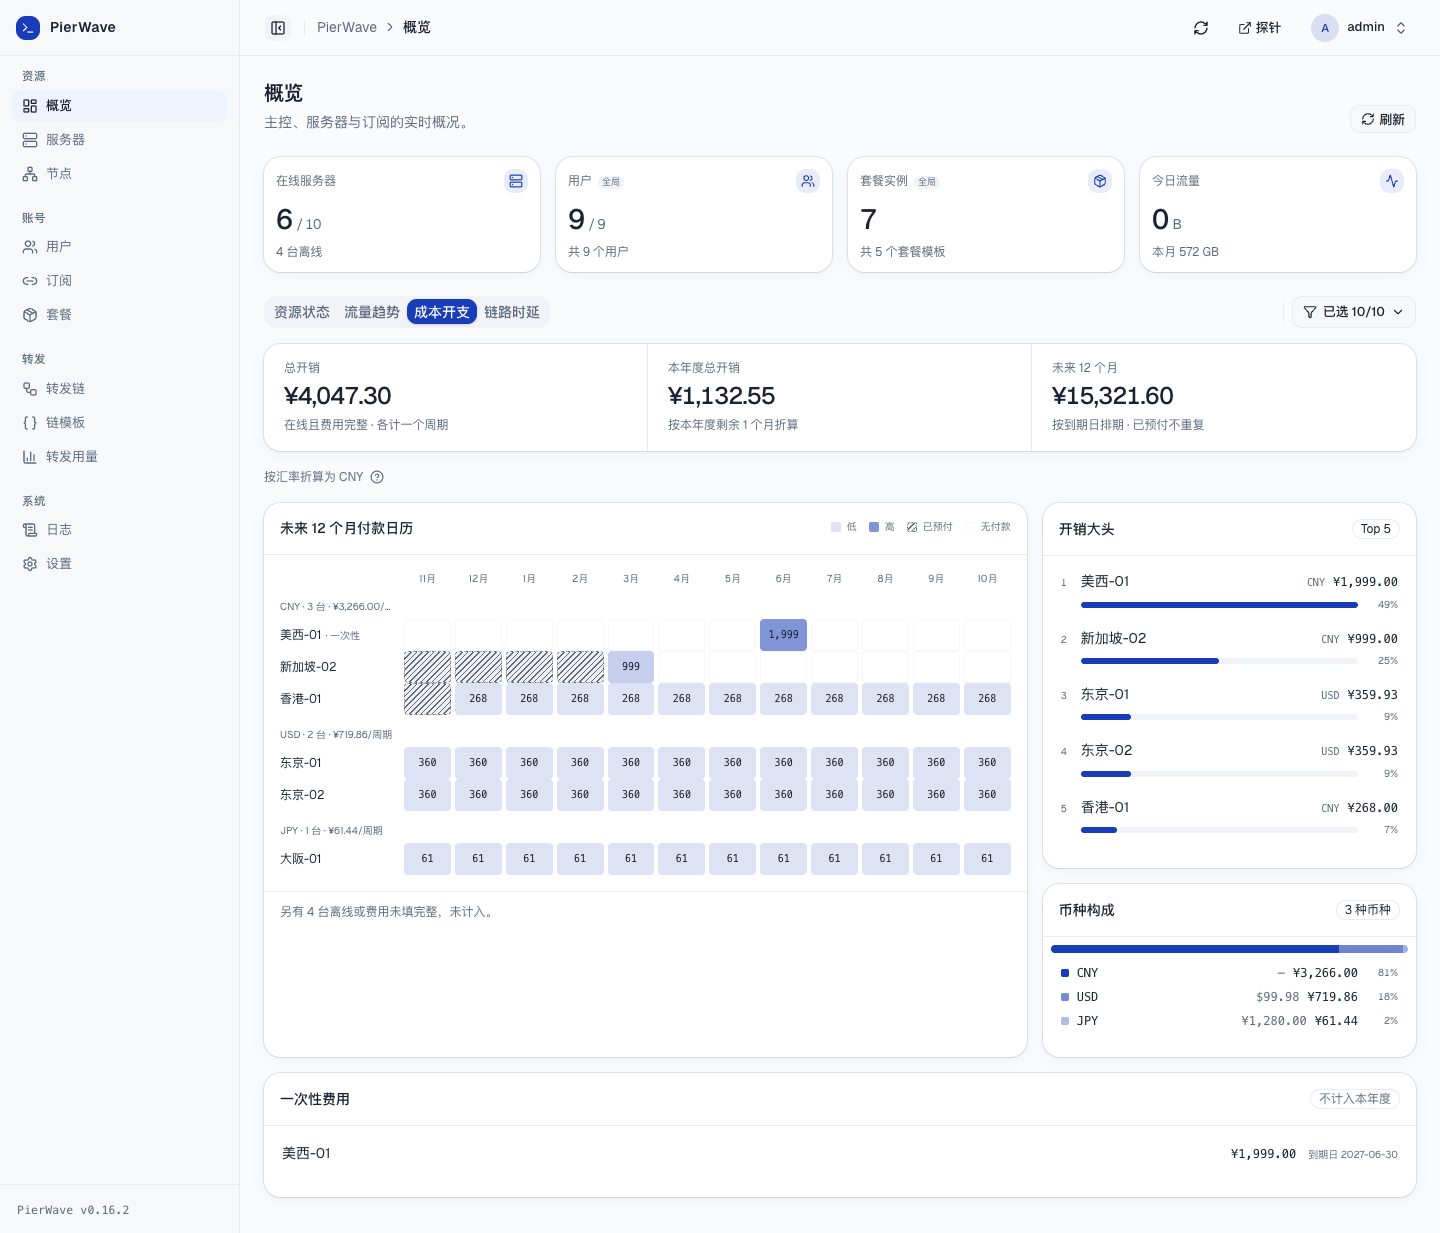 PierWave
PierWave > 概览
探针
A admin
资源
概览
服务器
节点
账号
用户
订阅
套餐
转发
转发链
链模板
转发用量
系统
日志
设置
PierWave v0.16.2
概览
主控、服务器与订阅的实时概况。
刷新
在线服务器
6 / 10
4 台离线
用户 全局
9 / 9
共 9 个用户
套餐实例 全局
7
共 5 个套餐模板
今日流量
0 B
本月 572 GB
资源状态 流量趋势 成本开支 链路时延
已选 10/10
总开销
¥4,047.30
在线且费用完整 · 各计一个周期
本年度总开销
¥1,132.55
按本年度剩余 1 个月折算
未来 12 个月
¥15,321.60
按到期日排期 · 已预付不重复
按汇率折算为 CNY
未来 12 个月付款日历
低 高 已预付 无付款
11月 12月 1月 2月 3月 4月 5月 6月 7月 8月 9月 10月
CNY · 3 台 · ¥3,266.00/...
美西-01 · 一次性 1,999
新加坡-02 999
香港-01 268 268 268 268 268 268 268 268 268 268 268
USD · 2 台 · ¥719.86/周期
东京-01 360 360 360 360 360 360 360 360 360 360 360 360
东京-02 360 360 360 360 360 360 360 360 360 360 360 360
JPY · 1 台 · ¥61.44/周期
大阪-01 61 61 61 61 61 61 61 61 61 61 61 61
另有 4 台离线或费用未填完整，未计入。
开销大头 Top 5
1 美西-01 CNY ¥1,999.00
49%
2 新加坡-02 CNY ¥999.00
25%
3 东京-01 USD ¥359.93
9%
4 东京-02 USD ¥359.93
9%
5 香港-01 CNY ¥268.00
7%
币种构成 3 种币种
CNY — ¥3,266.00 81%
USD $99.98 ¥719.86 18%
JPY ¥1,280.00 ¥61.44 2%
一次性费用 不计入本年度
美西-01 ¥1,999.00 到期日 2027-06-30